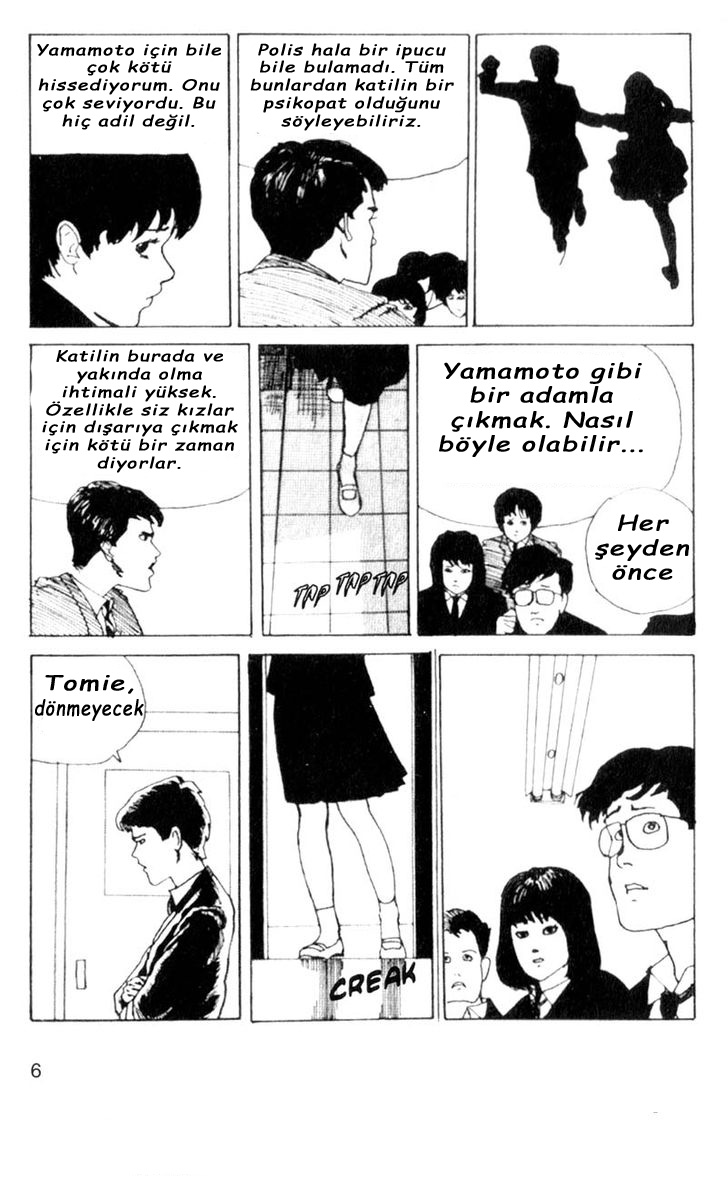 Yamamoto için bile
çok kötü
hissediyorum. Onu
çok seviyordu. Bu
hiç adil değil.
Polis hala bir ipucu
bile bulamadı. Tüm
bunlardan katilin bir
psikopat olduğunu
söyleyebiliriz.
Katilin burada ve
yakında olma
ihtimali yüksek.
Özellikle siz kızlar
için dışarıya çıkmak
için kötü bir zaman
diyorlar.
TAP TAP TAP
Yamamoto gibi
bir adamla
çıkmak. Nasıl
böyle olabilir...
Her
şeyden
önce
Tomie,
dönmeyecek
CREAK
6